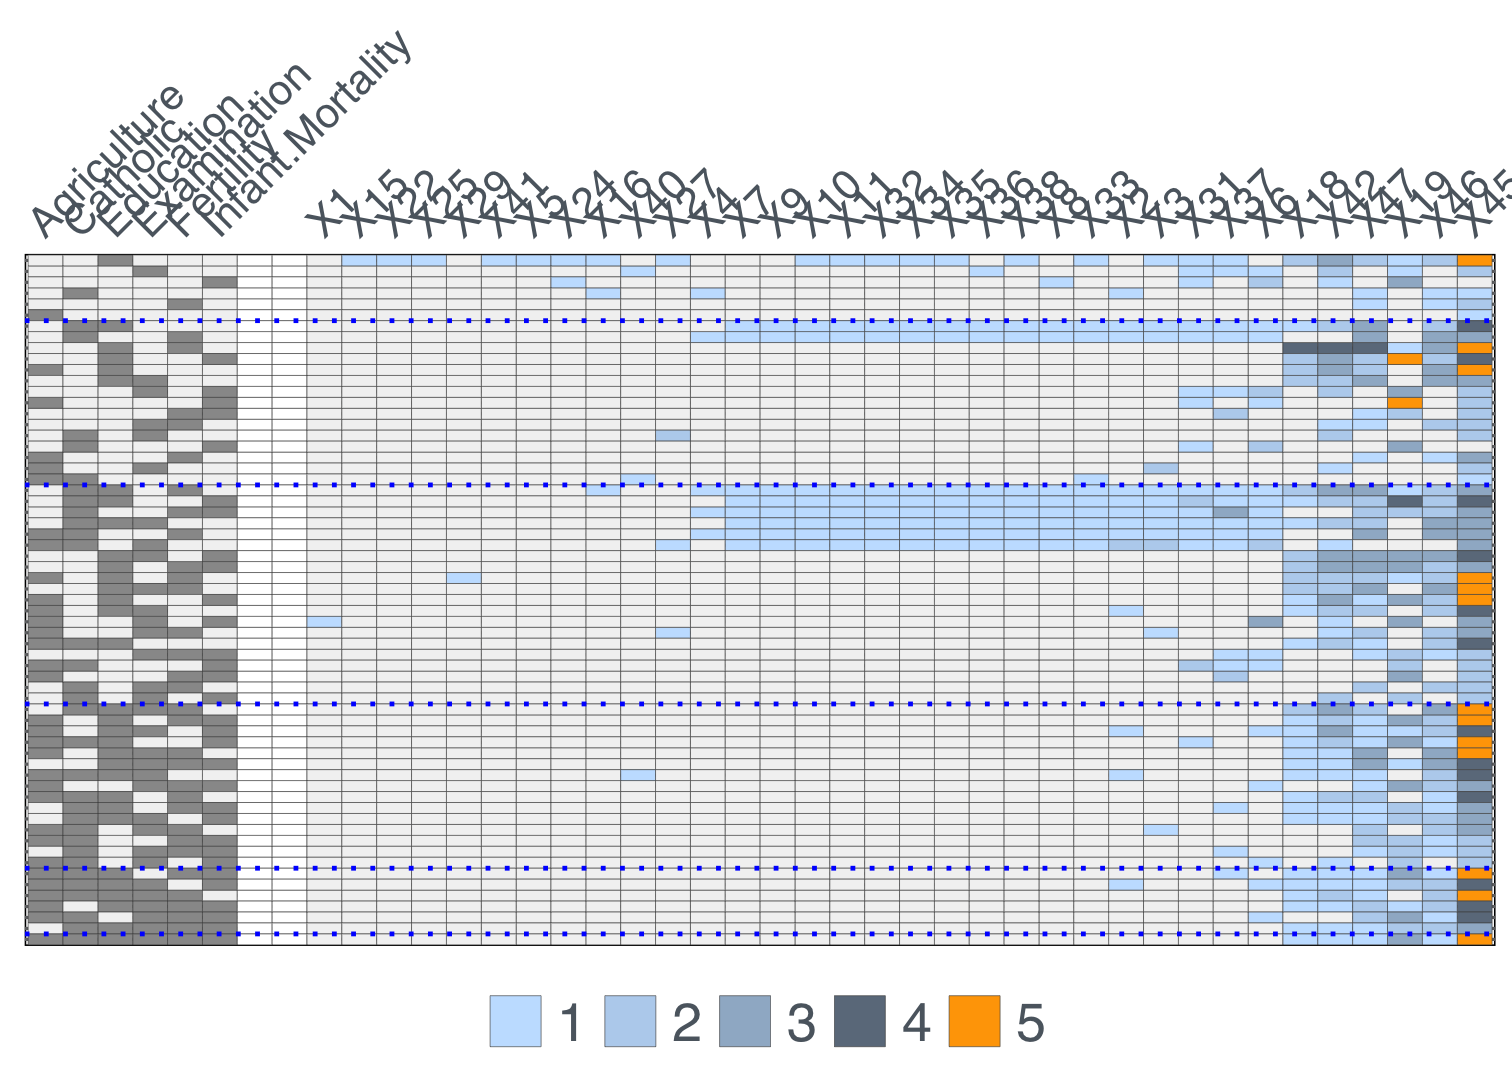 Agriculture
Catholic
Education
Examination
Fertility
Infant.Mortality
X1
X15
X22
X25
X29
X41
X5
X24
X16
X40
X27
X4
X7
X9
X10
X11
X32
X34
X35
X36
X38
X8
X33
X2
X3
X31
X37
X6
X18
X42
X47
X19
X46
X45
1
2
3
4
5